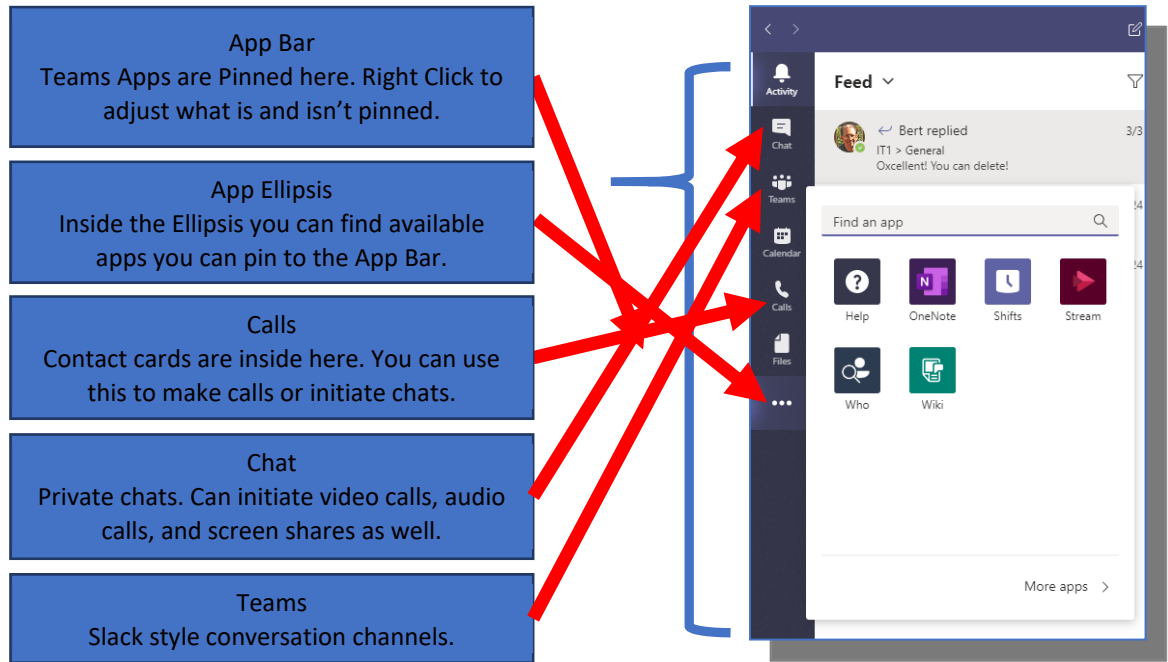 App Bar
Teams Apps are Pinned here. Right Click to
adjust what is and isn’t pinned.
App Ellipsis
Inside the Ellipsis you can find available
apps you can pin to the App Bar.
Calls
Contact cards are inside here. You can use
this to make calls or initiate chats.
Chat
Private chats. Can initiate video calls, audio
calls, and screen shares as well.
Teams
Slack style conversation channels.
Activity
Chat
Teams
Calendar
Calls
Files
Feed
Bert replied 3/3
IT1 > General
Oxcellent! You can delete!
Find an app
Help OneNote Shifts Stream
Who Wiki
More apps >